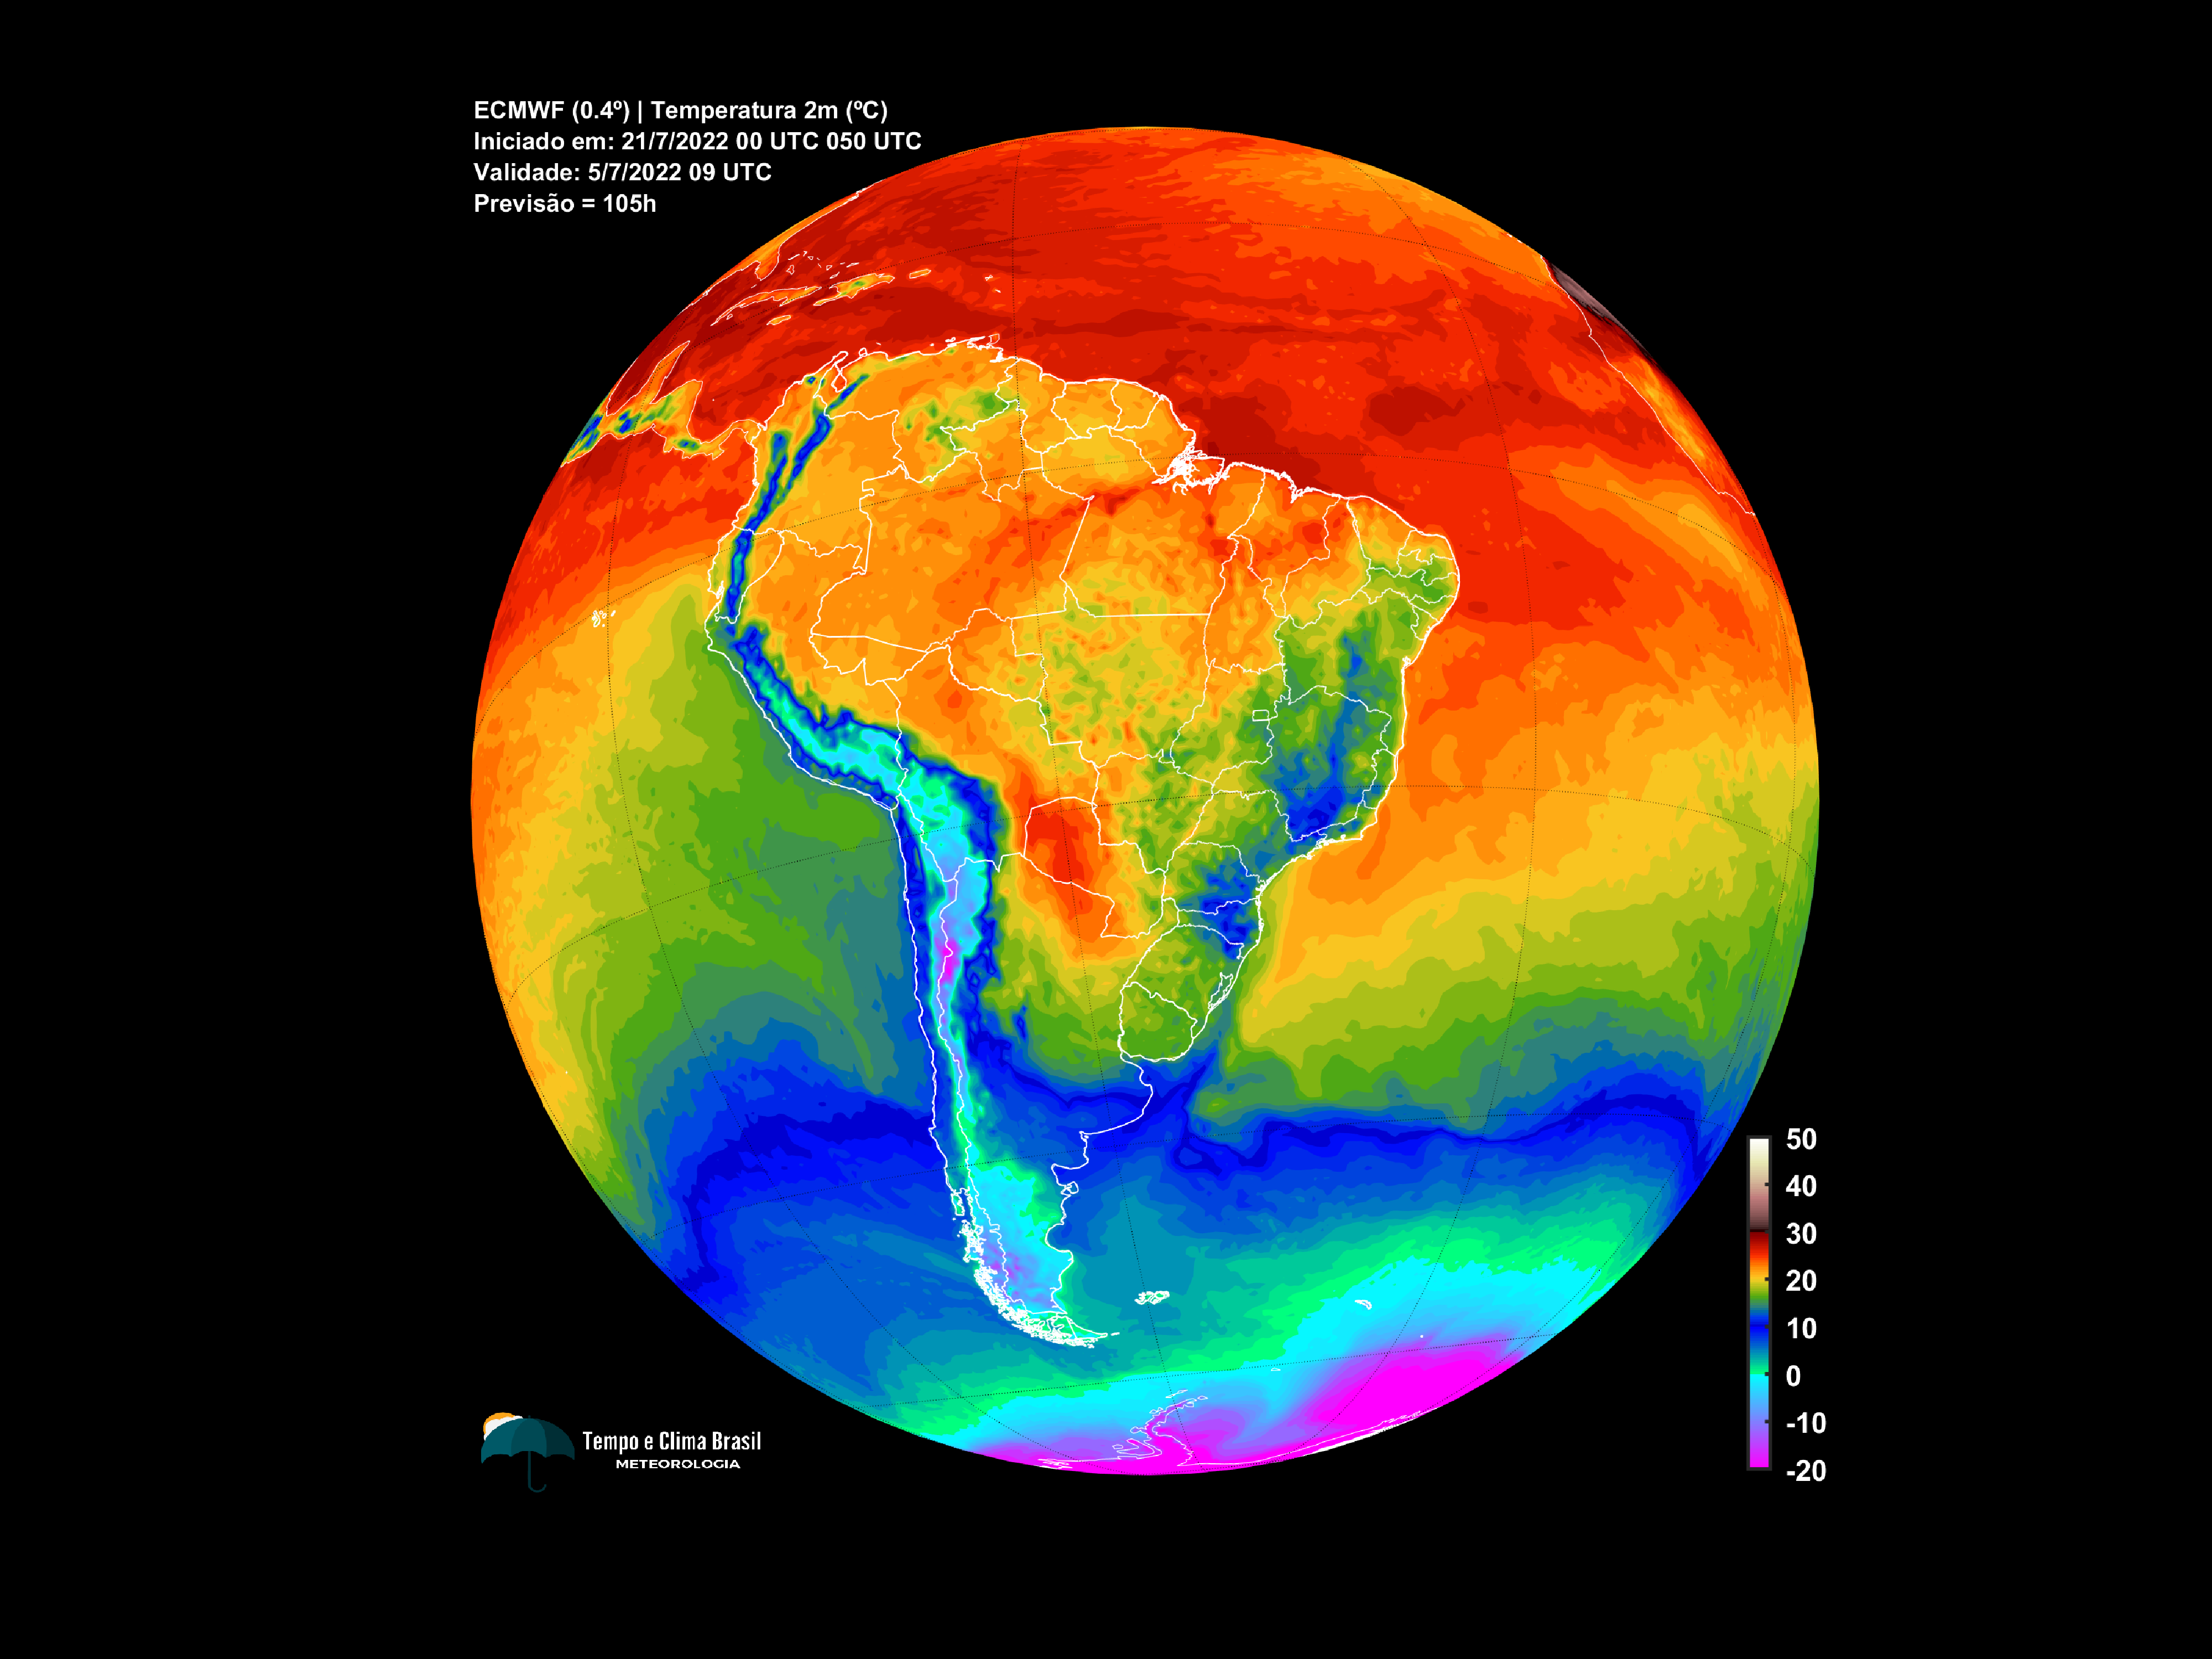 ECMWF (0.4º) | Temperatura 2m (ºC)
Iniciado em: 21/7/2022 00 UTC 050 UTC
Validade: 5/7/2022 09 UTC
Previsão = 105h
50
40
30
20
10
0
-10
-20
Tempo e Clima Brasil
METEOROLOGIA